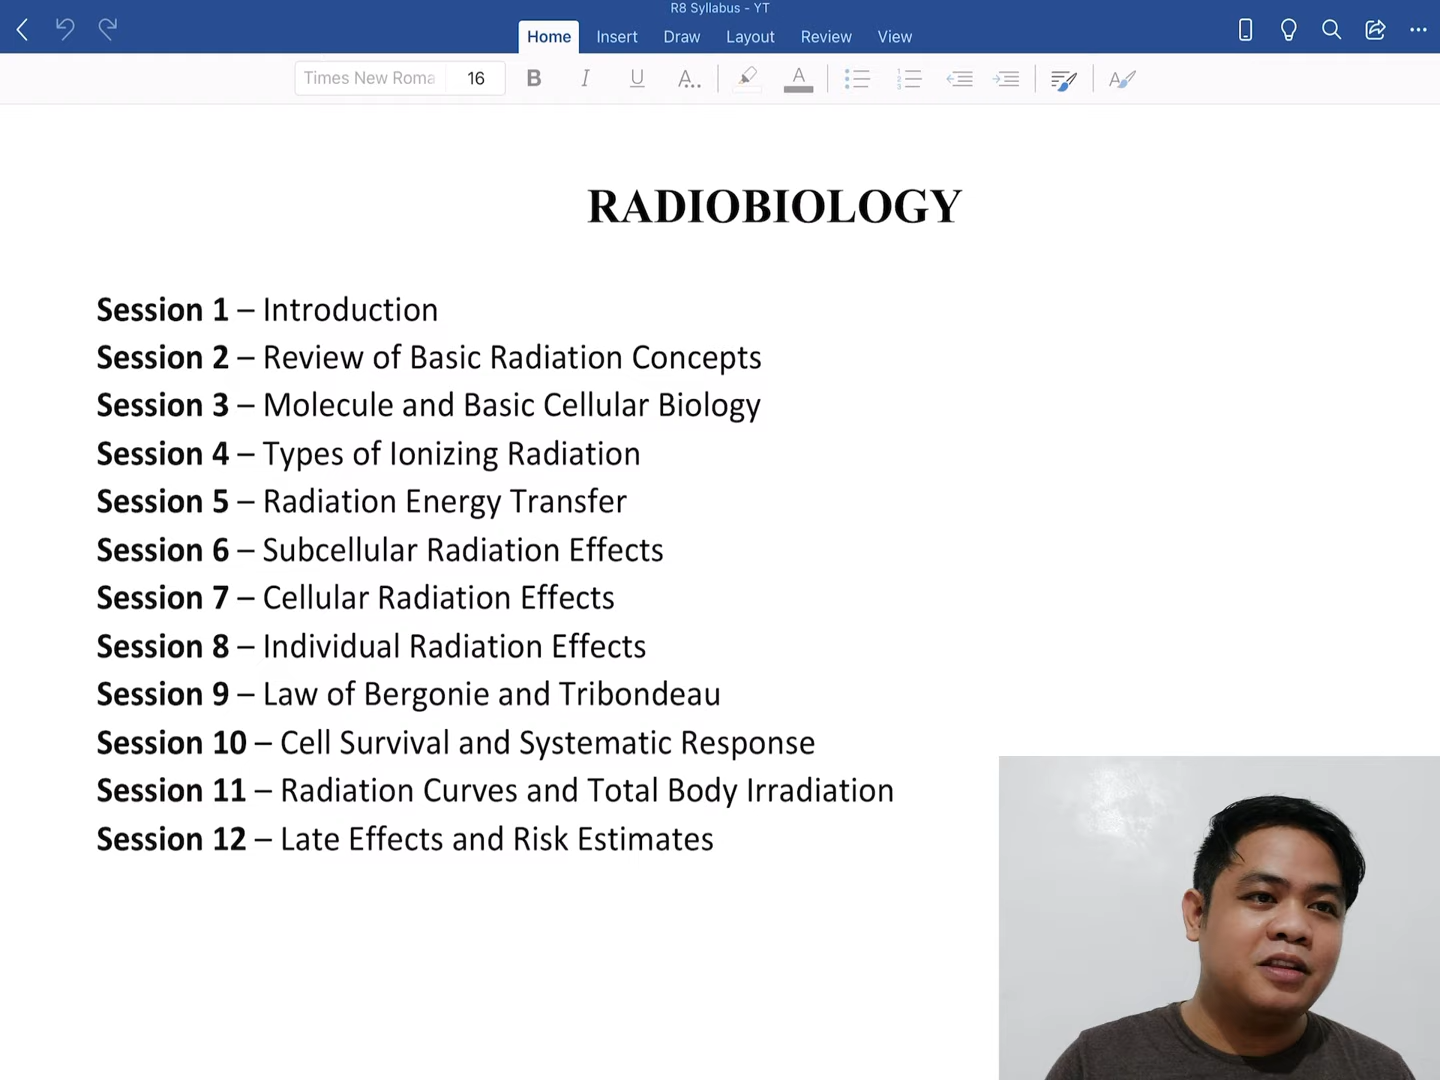 R8 Syllabus - YT
Home Insert Draw Layout Review View
Times New Roma 16 B I U A... A A
RADIOBIOLOGY
Session 1 – Introduction
Session 2 – Review of Basic Radiation Concepts
Session 3 – Molecule and Basic Cellular Biology
Session 4 – Types of Ionizing Radiation
Session 5 – Radiation Energy Transfer
Session 6 – Subcellular Radiation Effects
Session 7 – Cellular Radiation Effects
Session 8 – Individual Radiation Effects
Session 9 – Law of Bergonie and Tribondeau
Session 10 – Cell Survival and Systematic Response
Session 11 – Radiation Curves and Total Body Irradiation
Session 12 – Late Effects and Risk Estimates